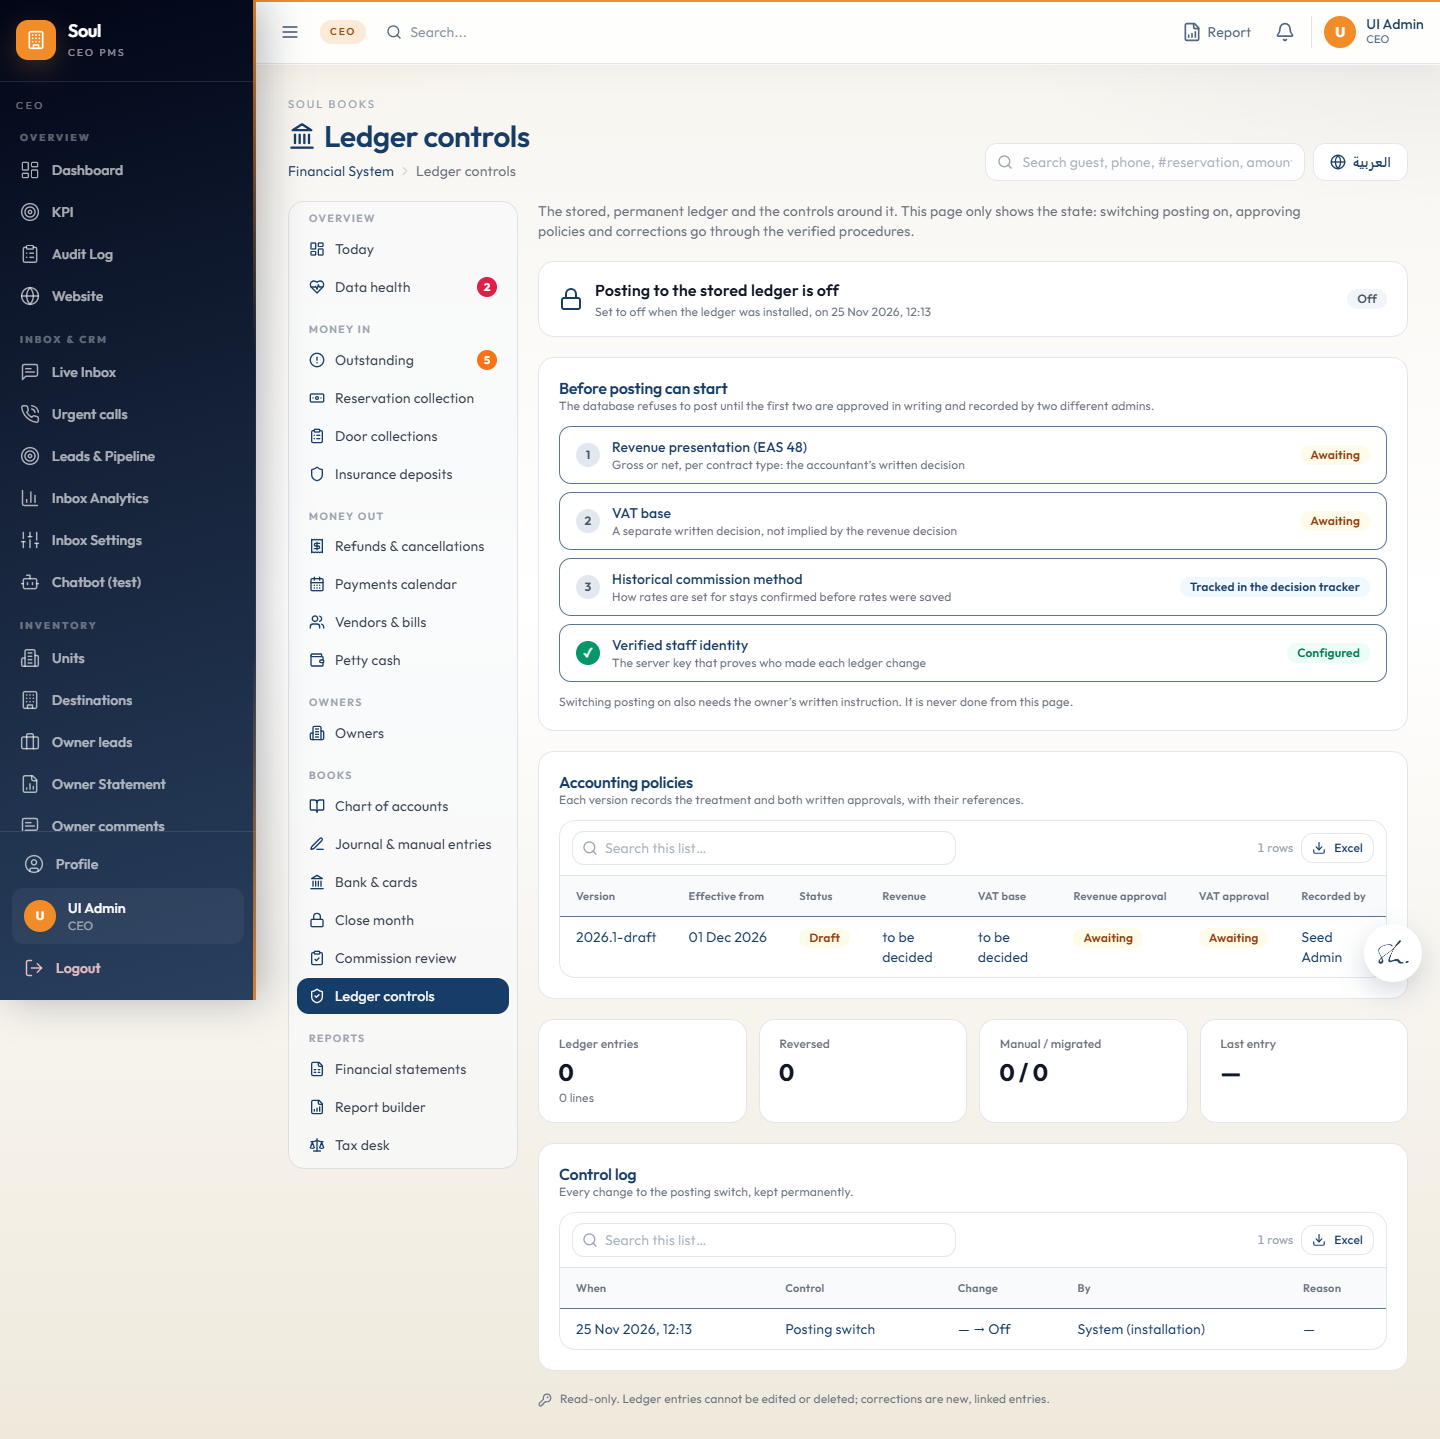 Soul
CEO PMS
CEO
OVERVIEW
Dashboard
KPI
Audit Log
Website
INBOX & CRM
Live Inbox
Urgent calls
Leads & Pipeline
Inbox Analytics
Inbox Settings
Chatbot (test)
INVENTORY
Units
Destinations
Owner leads
Owner Statement
Owner comments
Profile
U
UI Admin
CEO
Logout
CEO
Search...
Report
U
UI Admin
CEO
SOUL BOOKS
Ledger controls
Financial System > Ledger controls
Search guest, phone, #reservation, amoun
العربية
OVERVIEW
Today
Data health 2
MONEY IN
Outstanding 5
Reservation collection
Door collections
Insurance deposits
MONEY OUT
Refunds & cancellations
Payments calendar
Vendors & bills
Petty cash
OWNERS
Owners
BOOKS
Chart of accounts
Journal & manual entries
Bank & cards
Close month
Commission review
Ledger controls
REPORTS
Financial statements
Report builder
Tax desk
The stored, permanent ledger and the controls around it. This page only shows the state: switching posting on, approving
policies and corrections go through the verified procedures.
Posting to the stored ledger is off
Set to off when the ledger was installed, on 25 Nov 2026, 12:13
Off
Before posting can start
The database refuses to post until the first two are approved in writing and recorded by two different admins.
1
Revenue presentation (EAS 48)
Gross or net, per contract type: the accountant's written decision
Awaiting
2
VAT base
A separate written decision, not implied by the revenue decision
Awaiting
3
Historical commission method
How rates are set for stays confirmed before rates were saved
Tracked in the decision tracker
✓
Verified staff identity
The server key that proves who made each ledger change
Configured
Switching posting on also needs the owner's written instruction. It is never done from this page.
Accounting policies
Each version records the treatment and both written approvals, with their references.
Search this list...
1 rows
Excel
Version Effective from Status Revenue VAT base Revenue approval VAT approval Recorded by
2026.1-draft 01 Dec 2026 Draft to be decided to be decided Awaiting Awaiting Seed Admin
Sh.
Ledger entries
0
0 lines
Reversed
0
Manual / migrated
0 / 0
Last entry
—
Control log
Every change to the posting switch, kept permanently.
Search this list...
1 rows
Excel
When Control Change By Reason
25 Nov 2026, 12:13 Posting switch — → Off System (installation) —
Read-only. Ledger entries cannot be edited or deleted; corrections are new, linked entries.